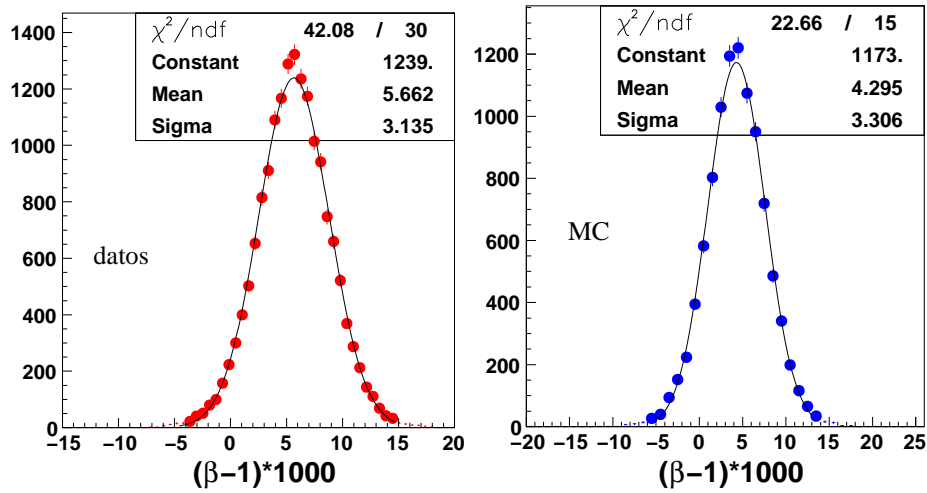 χ²/ndf 42.08 / 30
Constant 1239.
Mean 5.662
Sigma 3.135
1400
1200
1000
800
600
400
200
0
datos
−15 −10 −5 0 5 10 15 20
(β−1)*1000
χ²/ndf 22.66 / 15
Constant 1173.
Mean 4.295
Sigma 3.306
1200
1000
800
600
400
200
0
MC
−20 −15 −10 −5 0 5 10 15 20 25
(β−1)*1000